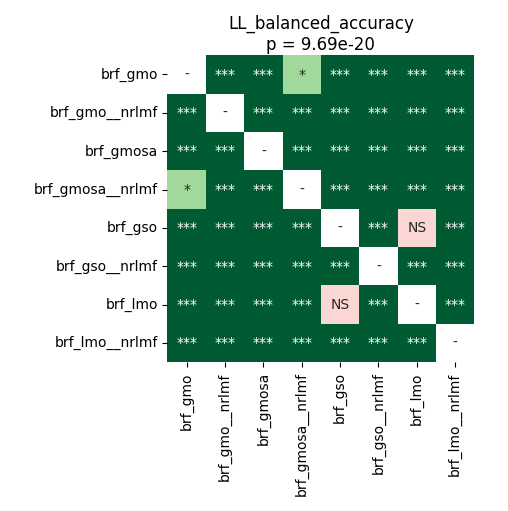 LL_balanced_accuracy
p = 9.69e-20
brf_gmo - *** *** * *** *** *** ***
brf_gmo__nrlmf *** - *** *** *** *** *** ***
brf_gmosa *** *** - *** *** *** *** ***
brf_gmosa__nrlmf * *** *** - *** *** *** ***
brf_gso *** *** *** *** - *** NS ***
brf_gso__nrlmf *** *** *** *** *** - *** ***
brf_lmo *** *** *** *** NS *** - ***
brf_lmo__nrlmf *** *** *** *** *** *** *** -
brf_gmo
brf_gmo__nrlmf
brf_gmosa
brf_gmosa__nrlmf
brf_gso
brf_gso__nrlmf
brf_lmo
brf_lmo__nrlmf